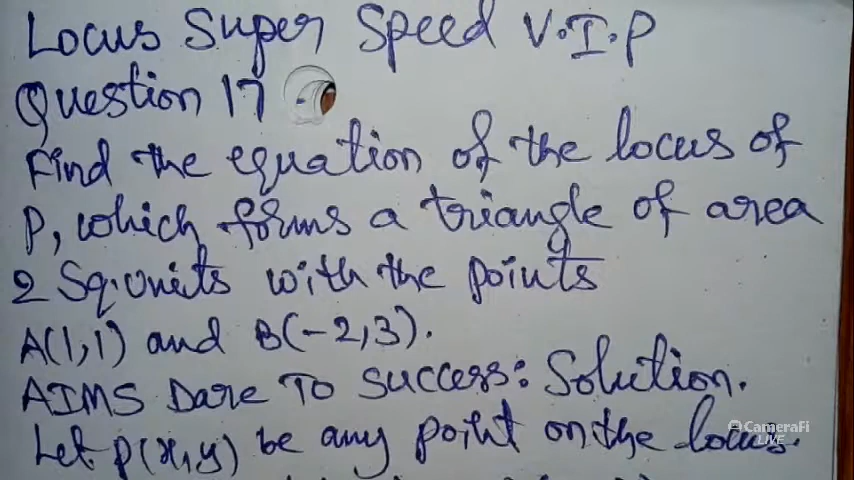 Locus Super Speed V.I.P
Question 17
Find the equation of the locus of
P, which forms a triangle of area
2 Sq.units with the points
A(1,1) and B(-2,3).
AIMS Dare To Success: Solution.
Let P(x,y) be any point on the locus.
CameraFi
LIVE